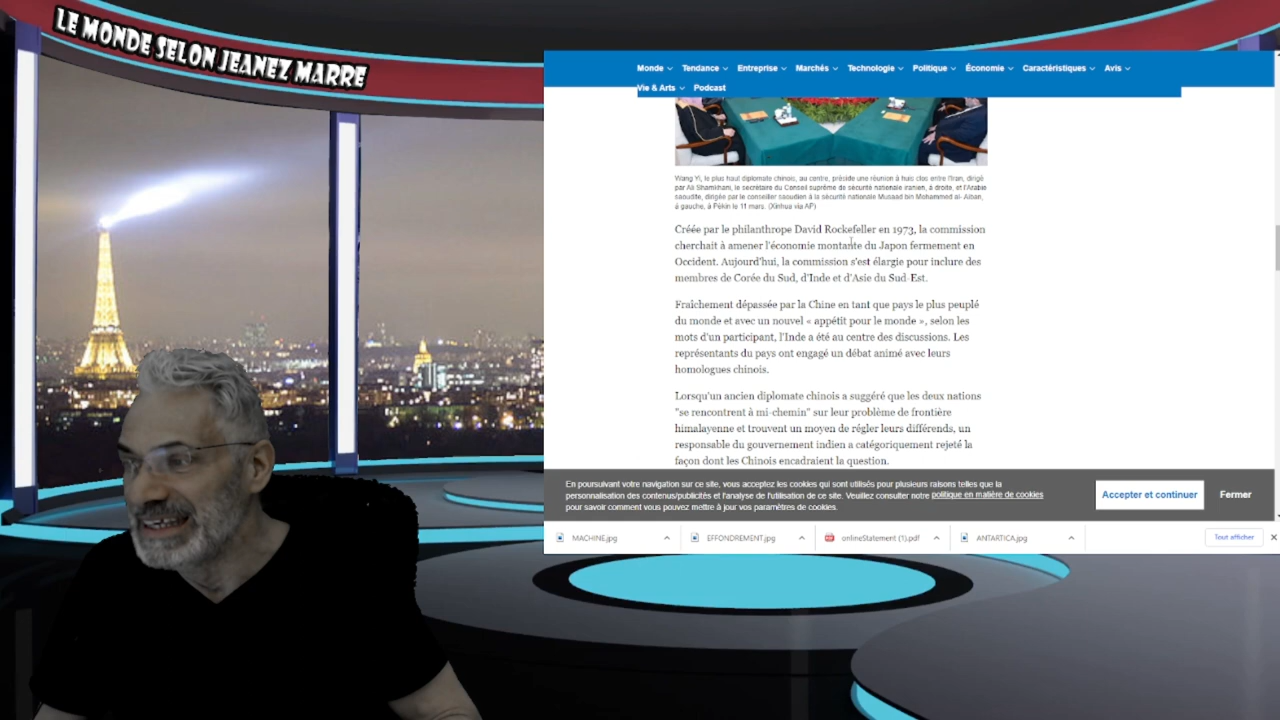 LE MONDE SELON JEANEZ MARRE
Monde Tendance Entreprise Marchés Technologie Politique Économie Caractéristiques Avis
Vie & Arts Podcast
Wang Yi, le plus haut diplomate chinois, au centre, préside une réunion à huis clos entre l'Iran, dirigé
par Ali Shamkhani, le secrétaire du Conseil suprême de sécurité nationale iranien, à droite, et l'Arabie
saoudite, dirigée par le conseiller saoudien à la sécurité nationale Musaad bin Mohammed al-Aiban,
à gauche, à Pékin le 11 mars. (Xinhua via AP)
Créée par le philanthrope David Rockefeller en 1973, la commission
cherchait à amener l'économie montante du Japon fermement en
Occident. Aujourd'hui, la commission s'est élargie pour inclure des
membres de Corée du Sud, d'Inde et d'Asie du Sud-Est.
Fraîchement dépassée par la Chine en tant que pays le plus peuplé
du monde et avec un nouvel « appétit pour le monde », selon les
mots d'un participant, l'Inde a été au centre des discussions. Les
représentants du pays ont engagé un débat animé avec leurs
homologues chinois.
Lorsqu'un ancien diplomate chinois a suggéré que les deux nations
"se rencontrent à mi-chemin" sur leur problème de frontière
himalayenne et trouvent un moyen de régler leurs différends, un
responsable du gouvernement indien a catégoriquement rejeté la
façon dont les Chinois encadraient la question.
En poursuivant votre navigation sur ce site, vous acceptez les cookies qui sont utilisés pour plusieurs raisons telles que la
personnalisation des contenus/publicités et l'analyse de l'utilisation de ce site. Veuillez consulter notre politique en matière de cookies
pour savoir comment vous pouvez mettre à jour vos paramètres de cookies.
Accepter et continuer
Fermer
MACHINE.jpg
EFFONDREMENT.jpg
onlineStatement (1).pdf
ANTARTICA.jpg
Tout afficher